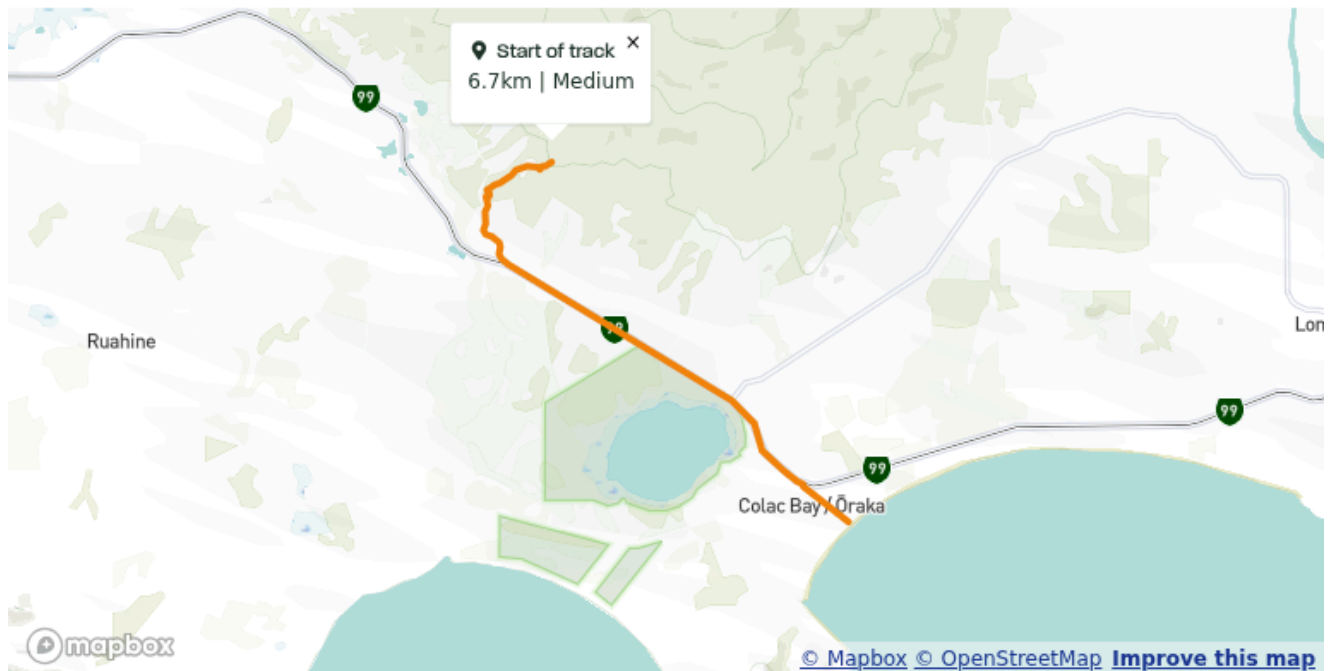 Start of track ×
6.7km | Medium
99
99
Ruahine
Lon
99
99
Colac Bay / Ōraka
mapbox
© Mapbox © OpenStreetMap Improve this map